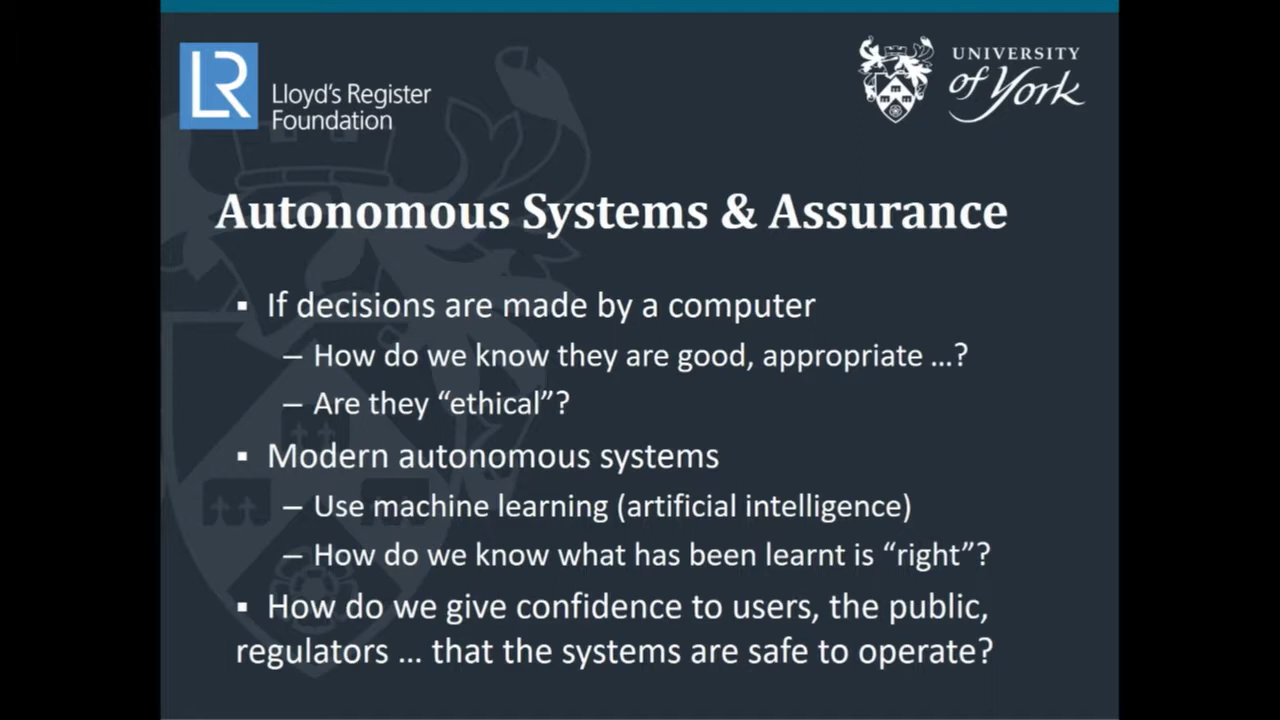 LR
Lloyd's Register
Foundation
UNIVERSITY
of York
Autonomous Systems & Assurance
▪ If decisions are made by a computer
– How do we know they are good, appropriate …?
– Are they “ethical”?
▪ Modern autonomous systems
– Use machine learning (artificial intelligence)
– How do we know what has been learnt is “right”?
▪ How do we give confidence to users, the public,
regulators … that the systems are safe to operate?